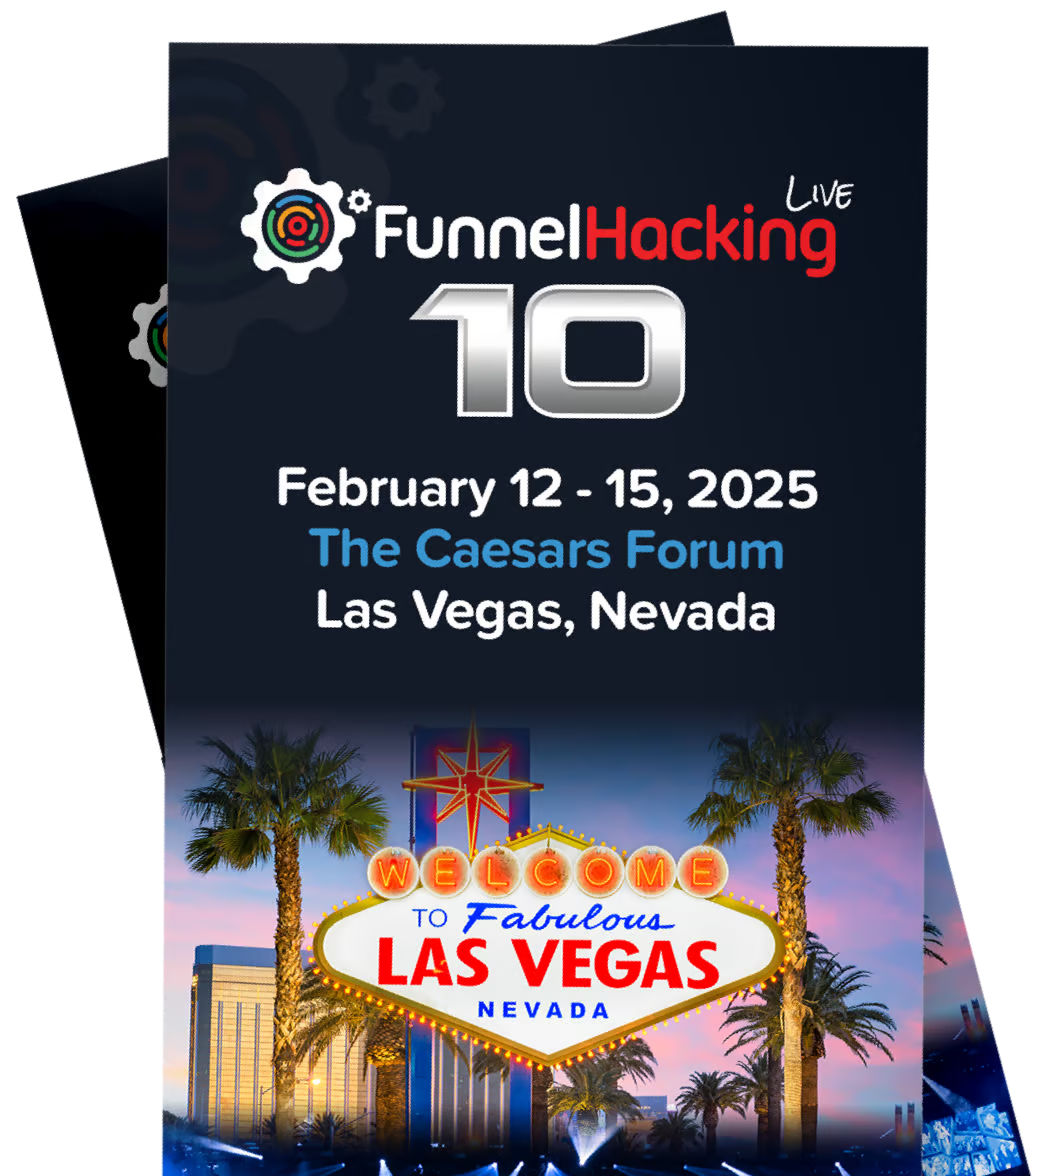 LIVE
FunnelHacking
10
February 12 - 15, 2025
The Caesars Forum
Las Vegas, Nevada
WELCOME
TO Fabulous
LAS VEGAS
NEVADA